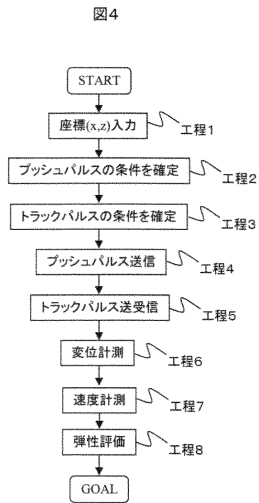 図4
START
座標(x,z)入力
工程1
プッシュパルスの条件を確定
工程2
トラックパルスの条件を確定
工程3
プッシュパルス送信
工程4
トラックパルス送受信
工程5
変位計測
工程6
速度計測
工程7
弾性評価
工程8
GOAL